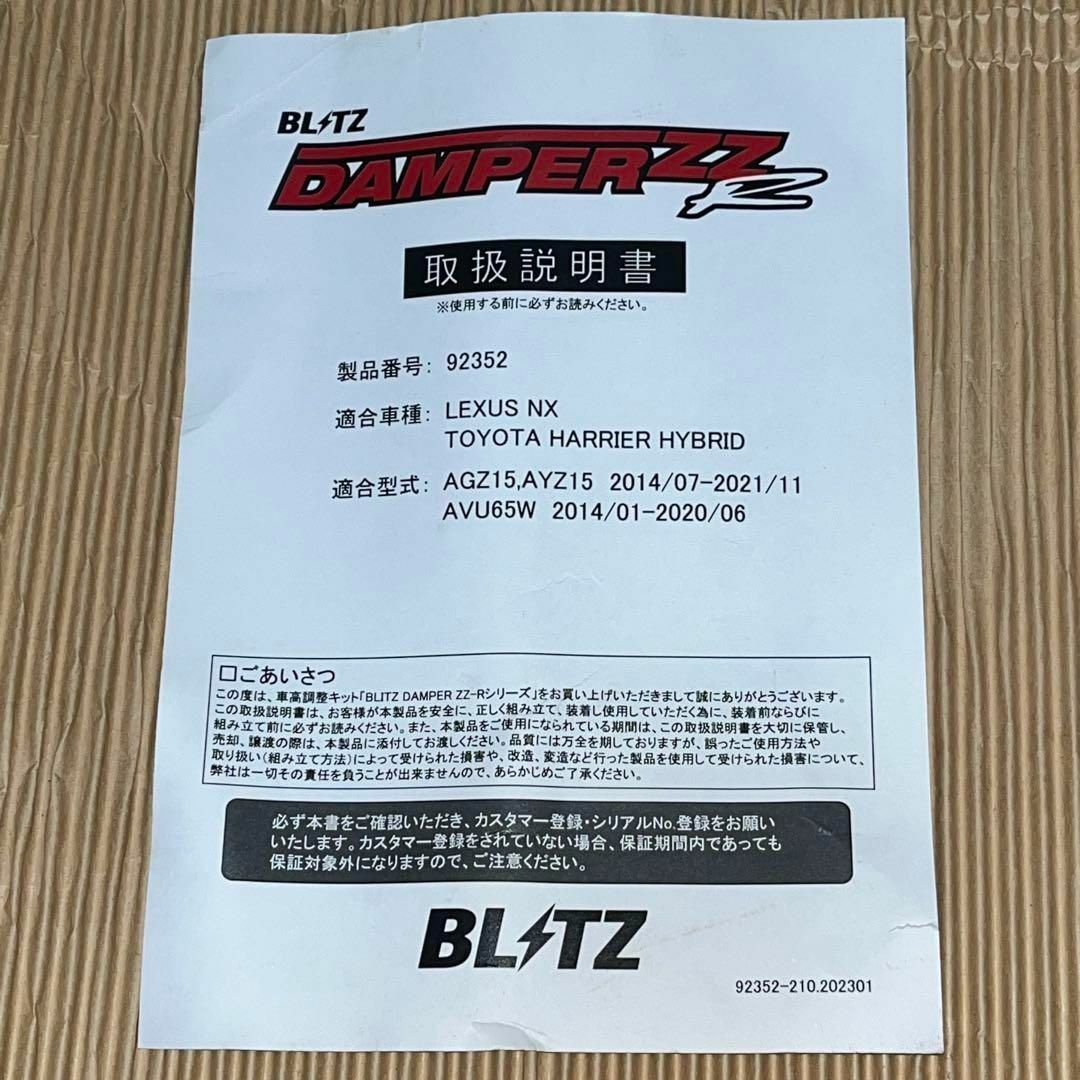 BLITZ
DAMPER ZZ R
取扱説明書
※使用する前に必ずお読みください。
製品番号: 92352
適合車種: LEXUS NX
TOYOTA HARRIER HYBRID
適合型式: AGZ15,AYZ15 2014/07-2021/11
AVU65W 2014/01-2020/06
□ごあいさつ
この度は、車高調整キット「BLITZ DAMPER ZZ-Rシリーズ」をお買い上げいただきまして誠にありがとうございます。
この取扱説明書は、お客様が本製品を安全に、正しく組み立て、装着し使用していただく為に、装着前ならびに
組み立て前に必ずお読みください。また、本製品をご使用になられている期間は、この取扱説明書を大切に保管し、
売却、譲渡の際は、本製品に添付してお渡しください。品質には万全を期しておりますが、誤ったご使用方法や
取り扱い(組み立て方法)によって受けられた損害や、改造、変造など行った製品を使用して受けられた損害について、
弊社は一切その責任を負うことが出来ませんので、あらかじめご了承ください。
必ず本書をご確認いただき、カスタマー登録・シリアルNo.登録をお願い
いたします。カスタマー登録をされていない場合、保証期間内であっても
保証対象外になりますので、ご注意ください。
BLITZ
92352-210.202301